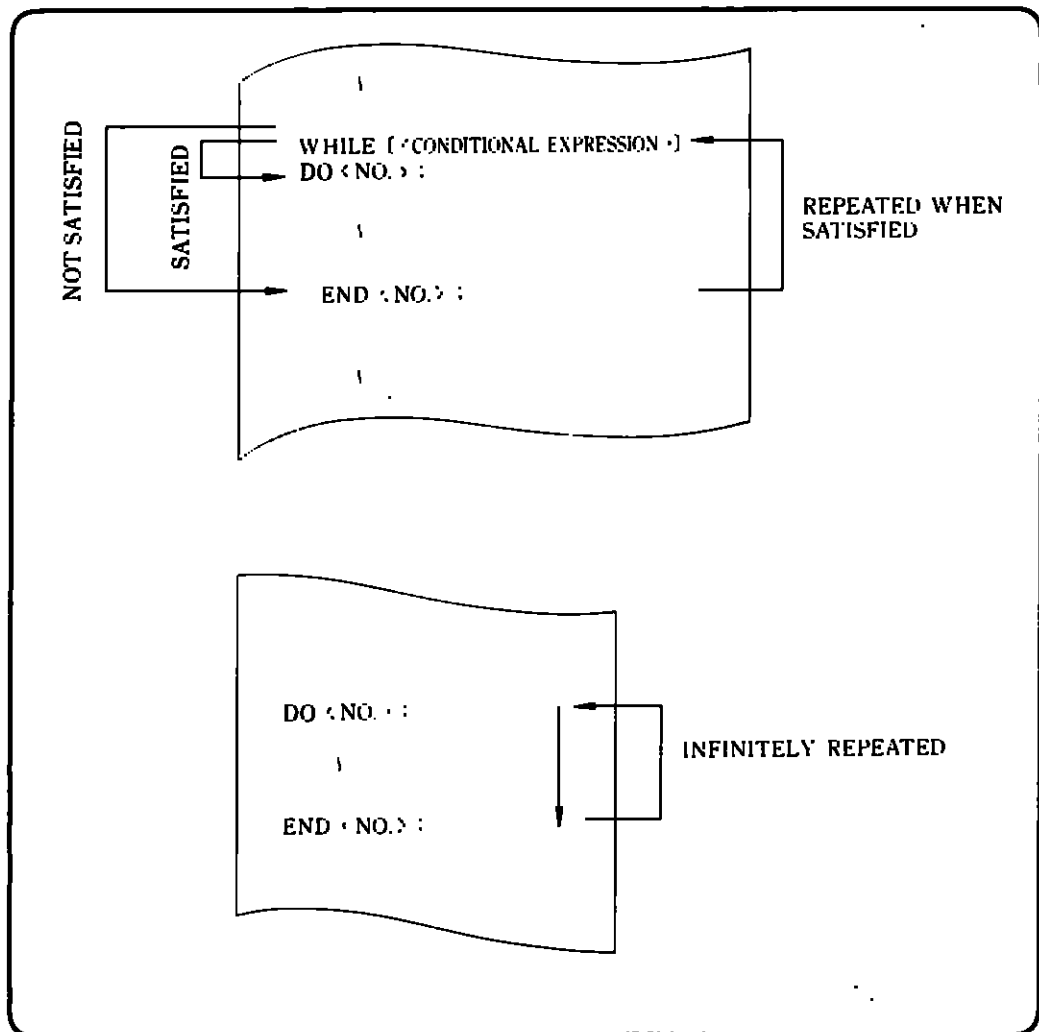 NOT SATISFIED
SATISFIED
WHILE [<CONDITIONAL EXPRESSION>]
DO <NO.> ;
REPEATED WHEN
SATISFIED
END <NO.> ;
DO <NO.> ;
INFINITELY REPEATED
END <NO.> ;